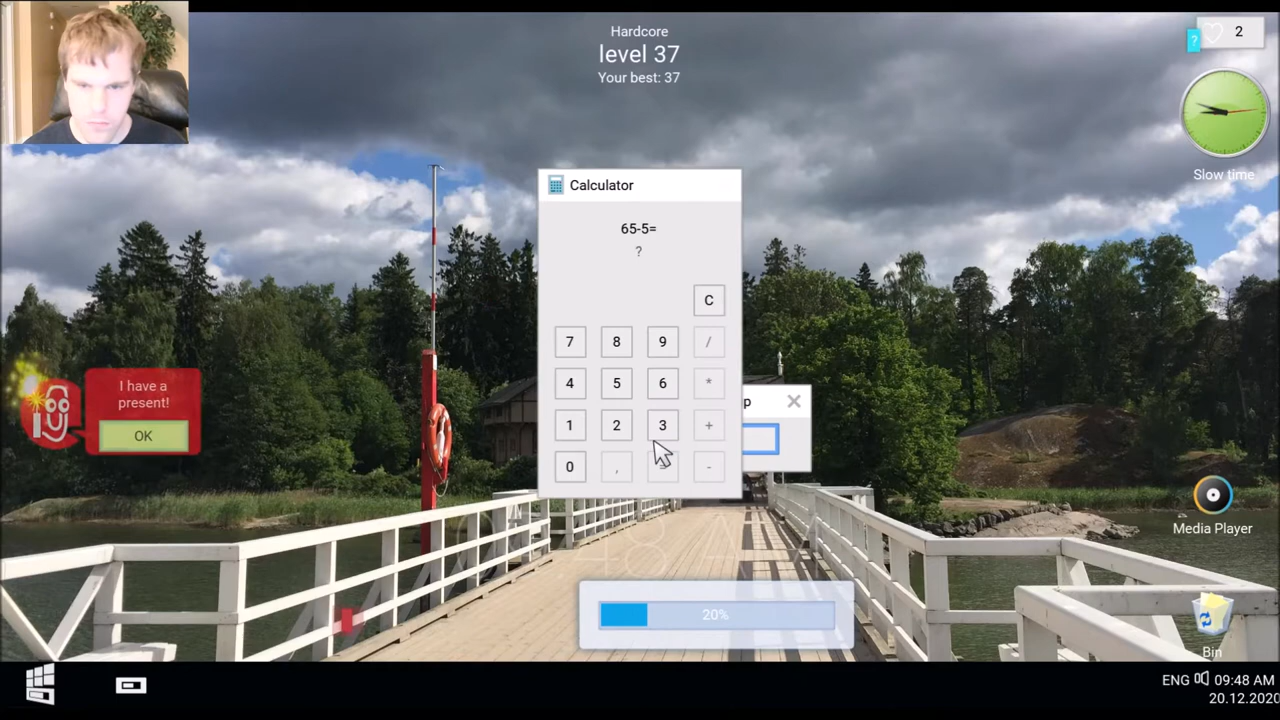 Hardcore
level 37
Your best: 37
? 2
Slow time
Calculator
65-5=
?
C
7 8 9 /
4 5 6 *
1 2 3 +
0 , = -
p
I have a
present!
OK
Media Player
20%
Bin
ENG 09:48 AM
20.12.2020